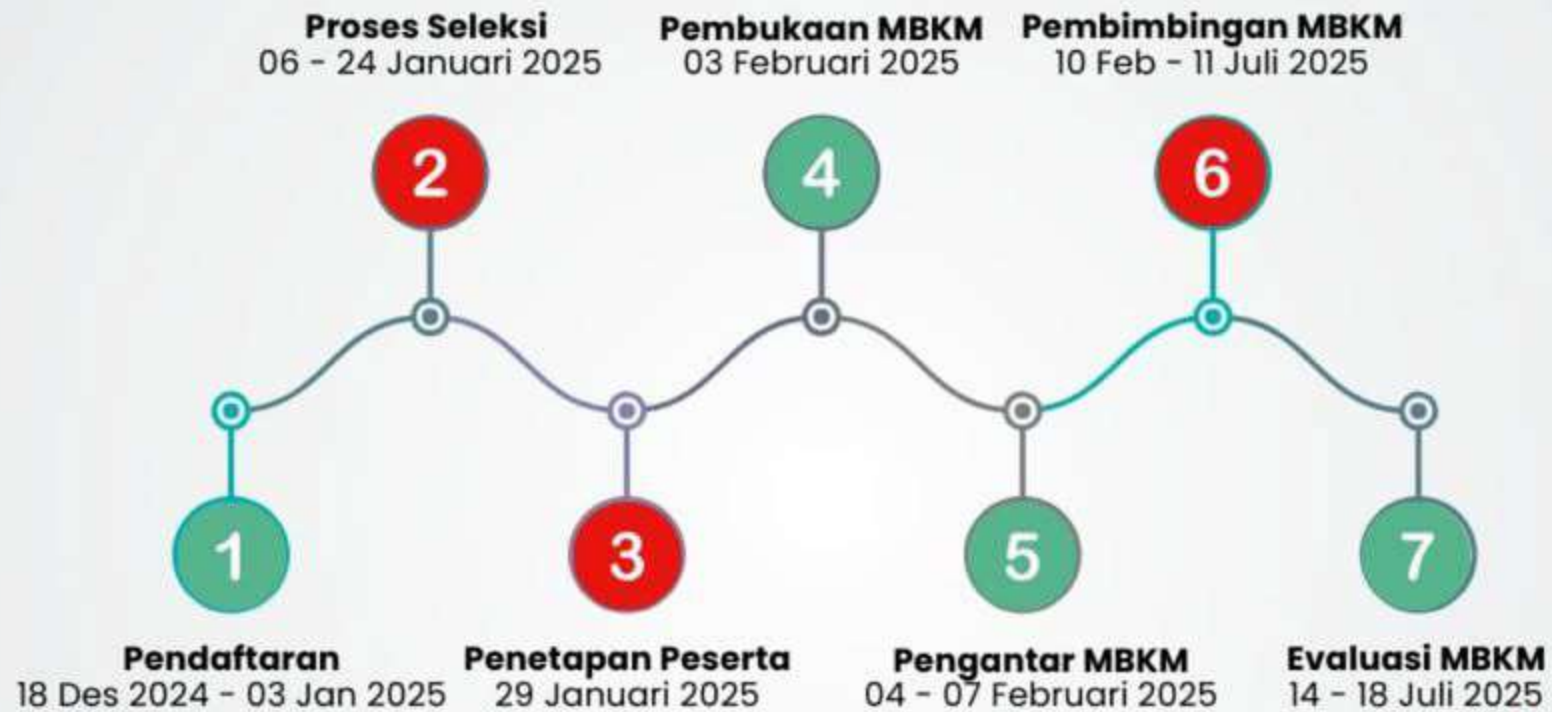 Proses Seleksi
06 - 24 Januari 2025
Pembukaan MBKM
03 Februari 2025
Pembimbingan MBKM
10 Feb - 11 Juli 2025
2
4
6
1
3
5
7
Pendaftaran
18 Des 2024 - 03 Jan 2025
Penetapan Peserta
29 Januari 2025
Pengantar MBKM
04 - 07 Februari 2025
Evaluasi MBKM
14 - 18 Juli 2025